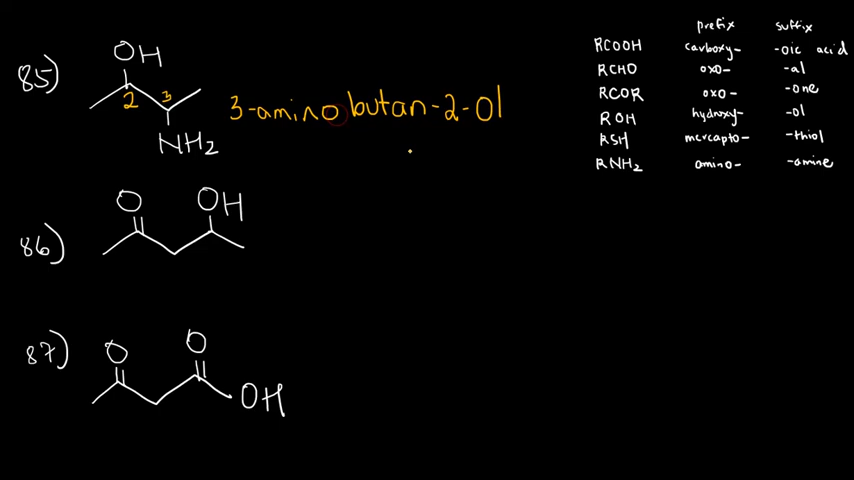 85)
OH
2
3
NH2
3-amino butan-2-ol
86)
O
OH
87)
O
O
OH
prefix suffix
RCOOH carboxy- -oic acid
RCHO oxo- -al
RCOR oxo- -one
ROH hydroxy- -ol
RSH mercapto- -thiol
RNH2 amino- -amine